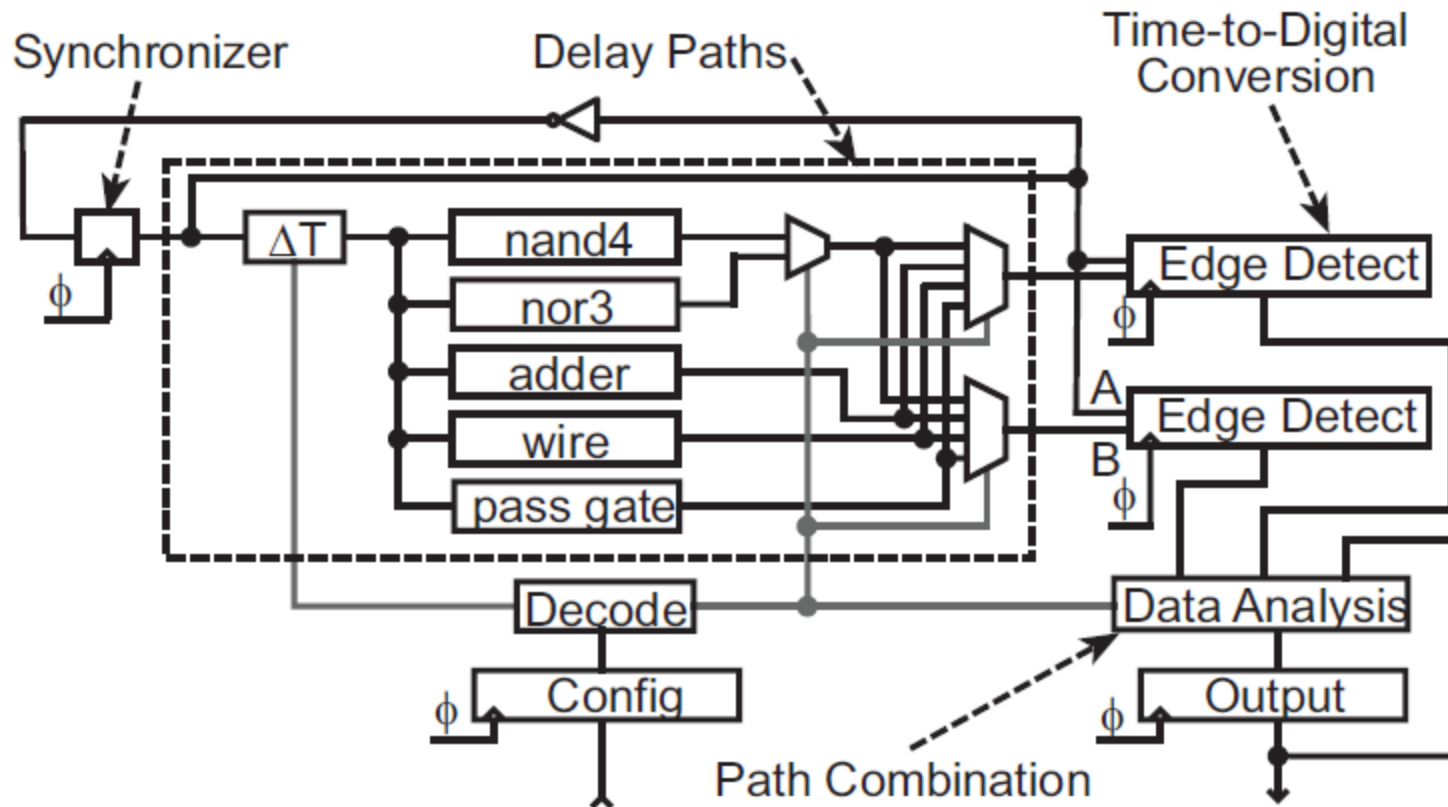 Synchronizer
Delay Paths
Time-to-Digital
Conversion
ΔT
nand4
nor3
adder
wire
pass gate
ϕ
Edge Detect
ϕ
A
Edge Detect
B
ϕ
Decode
Data Analysis
Config
ϕ
Output
ϕ
Path Combination